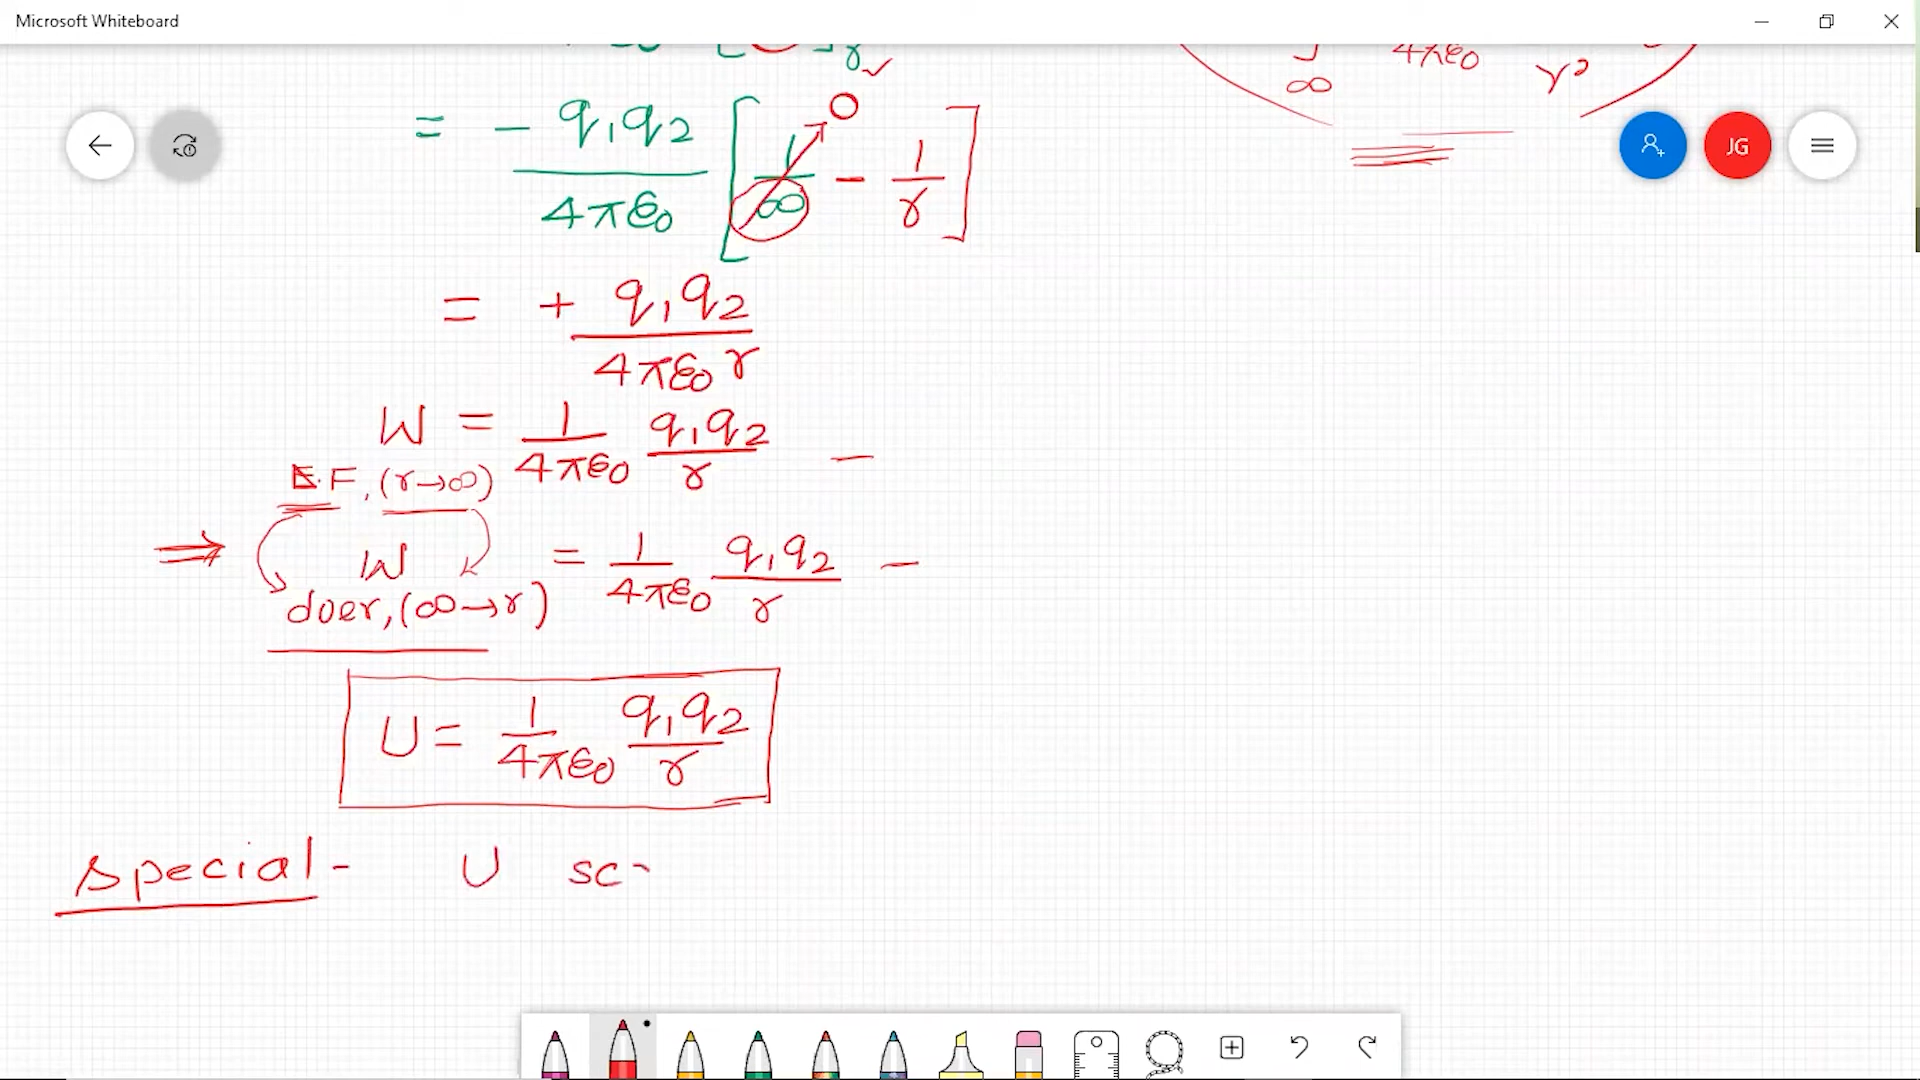 Microsoft Whiteboard
∞ 4πε₀ r²
JG
= - q₁q₂/4πε₀ [1/∞ - 1/r] 0
= + q₁q₂/4πε₀r
W E.F, (r→∞) = 1/4πε₀ q₁q₂/r -
⇒ W doer, (∞→r) = 1/4πε₀ q₁q₂/r -
U = 1/4πε₀ q₁q₂/r
special - U sc